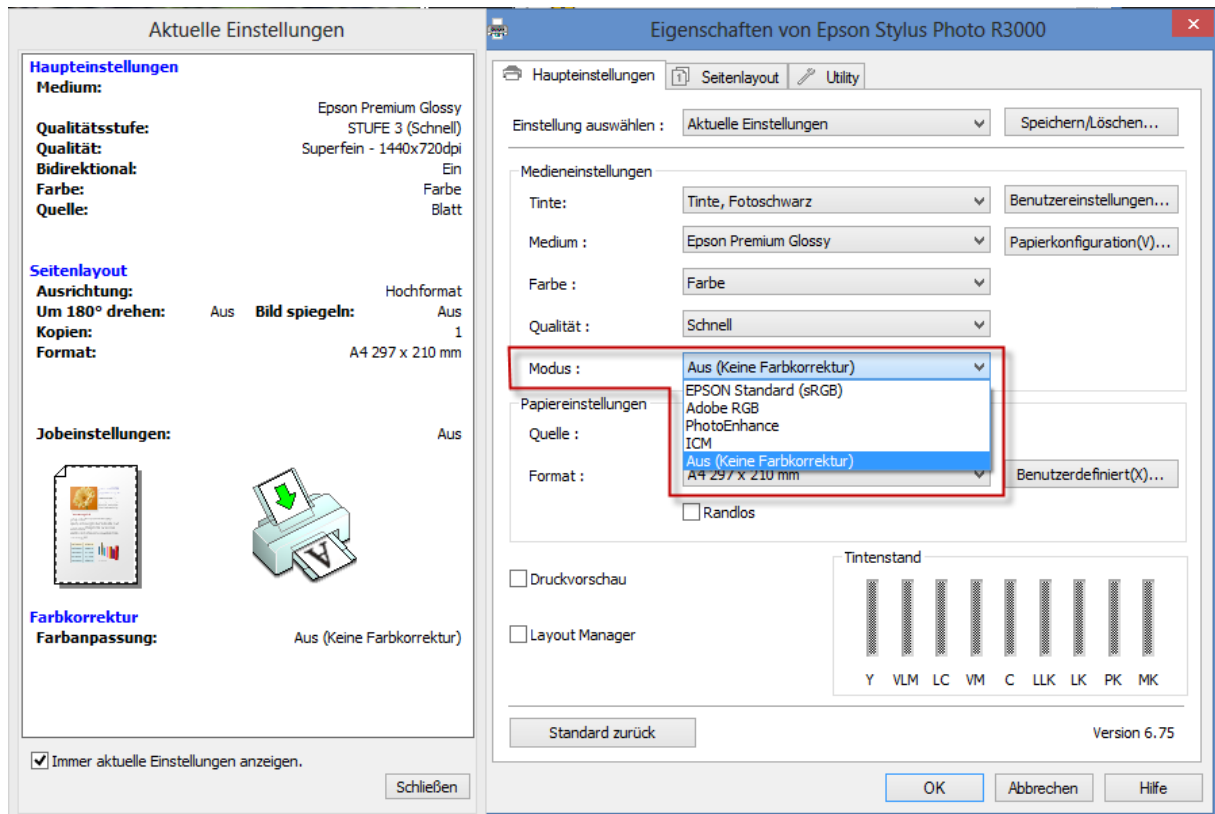 Aktuelle Einstellungen
Haupteinstellungen
Medium:
Epson Premium Glossy
Qualitätsstufe: STUFE 3 (Schnell)
Qualität: Superfein - 1440x720dpi
Bidirektional: Ein
Farbe: Farbe
Quelle: Blatt
Seitenlayout
Ausrichtung: Hochformat
Um 180° drehen: Aus Bild spiegeln: Aus
Kopien: 1
Format: A4 297 x 210 mm
Jobeinstellungen: Aus
A
Farbkorrektur
Farbanpassung: Aus (Keine Farbkorrektur)
Immer aktuelle Einstellungen anzeigen.
Schließen
Eigenschaften von Epson Stylus Photo R3000
Haupteinstellungen 1 Seitenlayout Utility
Einstellung auswählen : Aktuelle Einstellungen Speichern/Löschen...
Medieneinstellungen
Tinte: Tinte, Fotoschwarz Benutzereinstellungen...
Medium : Epson Premium Glossy Papierkonfiguration(V)...
Farbe : Farbe
Qualität : Schnell
Modus : Aus (Keine Farbkorrektur)
EPSON Standard (sRGB)
Adobe RGB
PhotoEnhance
ICM
Aus (Keine Farbkorrektur)
Papiereinstellungen
Quelle :
Format : A4 297 x 210 mm Benutzerdefiniert(X)...
Randlos
Druckvorschau
Layout Manager
Tintenstand
Y VLM LC VM C LLK LK PK MK
Standard zurück Version 6.75
OK Abbrechen Hilfe